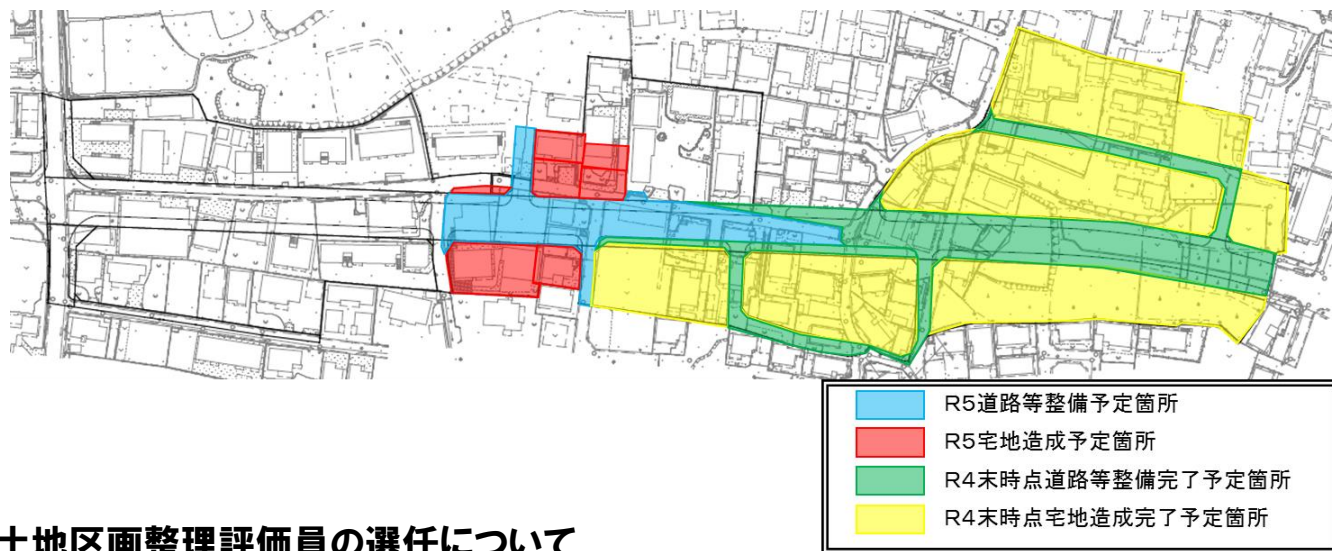 R5道路等整備予定箇所
R5宅地造成予定箇所
R4末時点道路等整備完了予定箇所
R4末時点宅地造成完了予定箇所
土地区画整理評価員の選任について